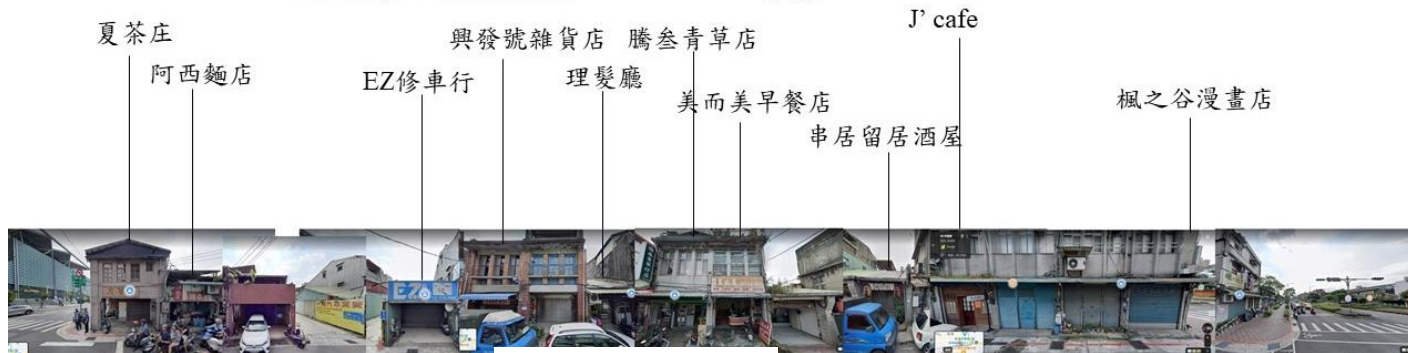 夏茶庄
阿西麵店
EZ修車行
興發號雜貨店
理髮廳
騰叁青草店
美而美早餐店
串居留居酒屋
J’ cafe
楓之谷漫畫店
EZ